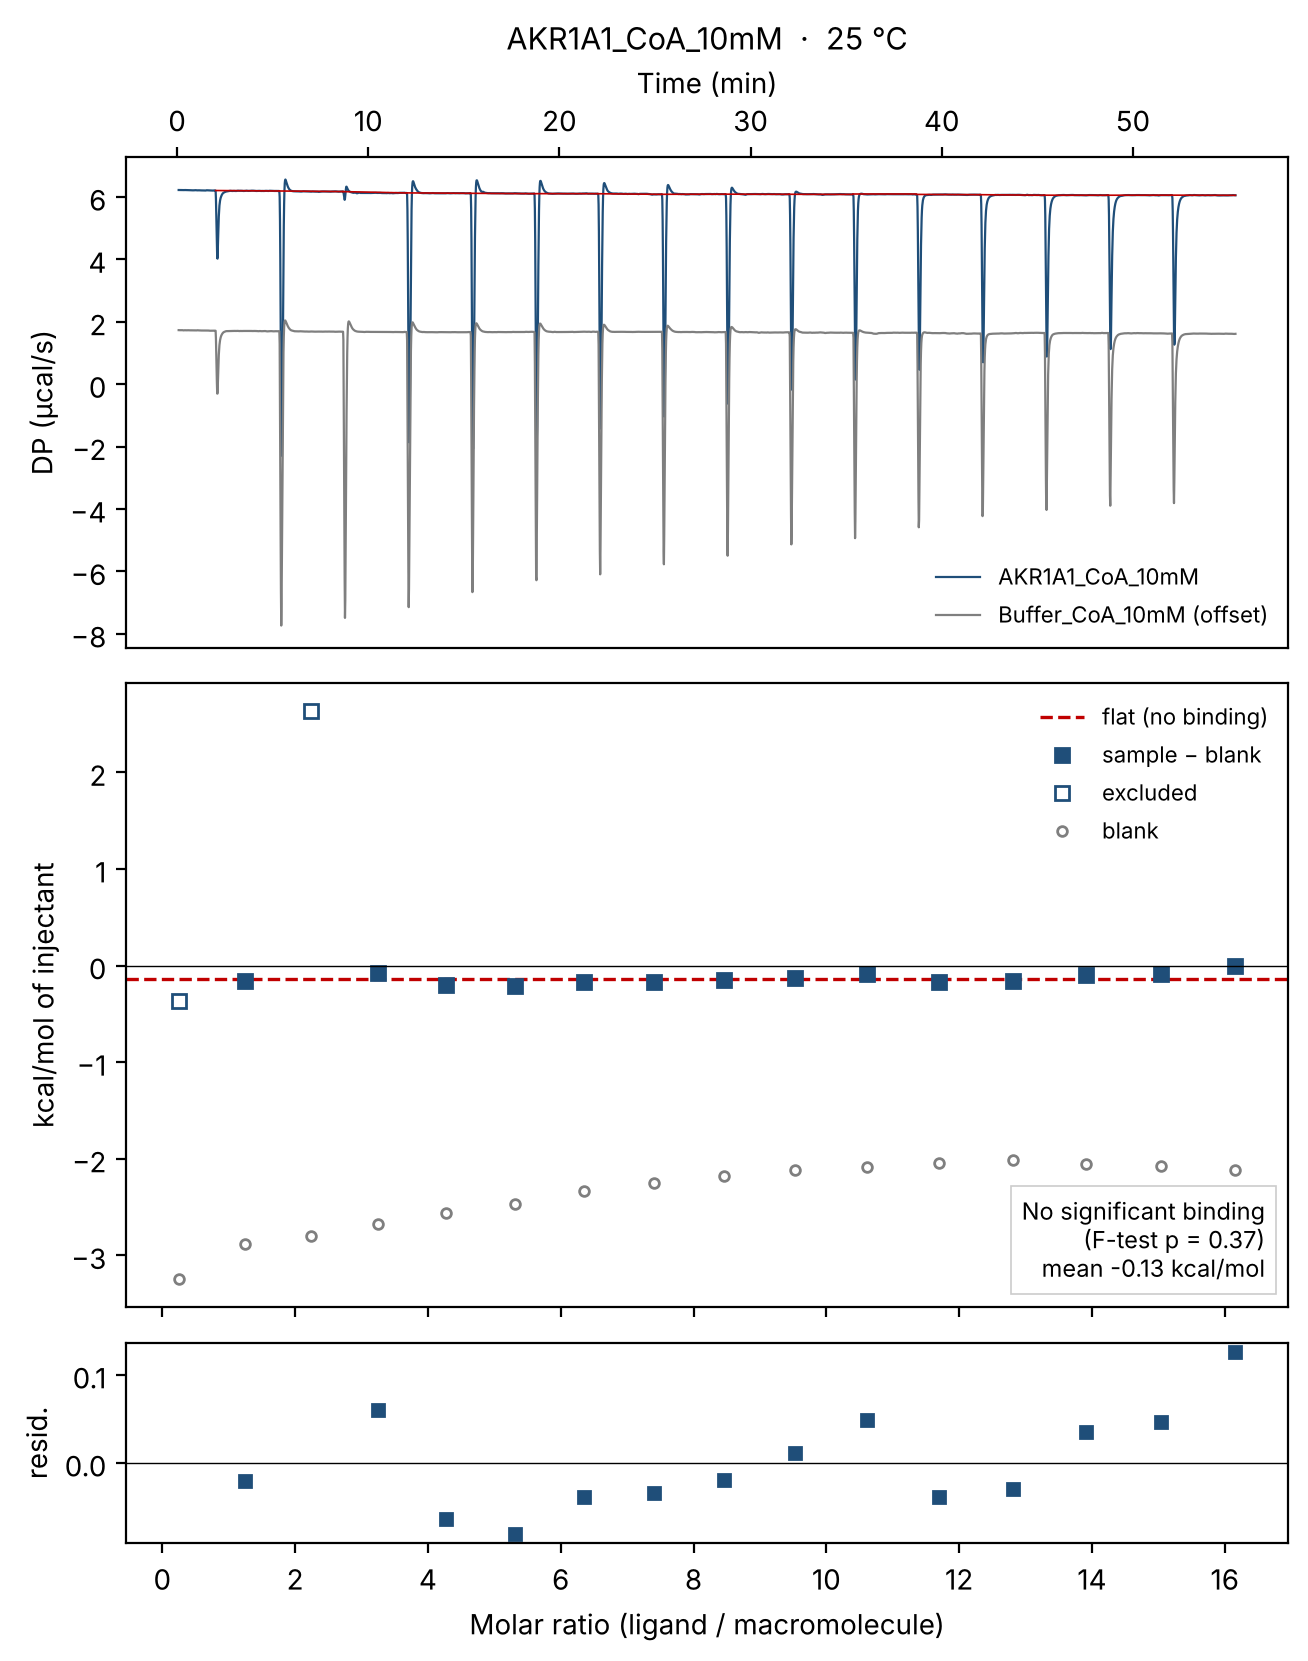 AKR1A1_CoA_10mM · 25 °C
Time (min)
0 10 20 30 40 50
DP (µcal/s)
6
4
2
0
−2
−4
−6
−8
AKR1A1_CoA_10mM
Buffer_CoA_10mM (offset)
kcal/mol of injectant
2
1
0
−1
−2
−3
flat (no binding)
sample − blank
excluded
blank
No significant binding
(F-test p = 0.37)
mean -0.13 kcal/mol
resid.
0.1
0.0
0 2 4 6 8 10 12 14 16
Molar ratio (ligand / macromolecule)